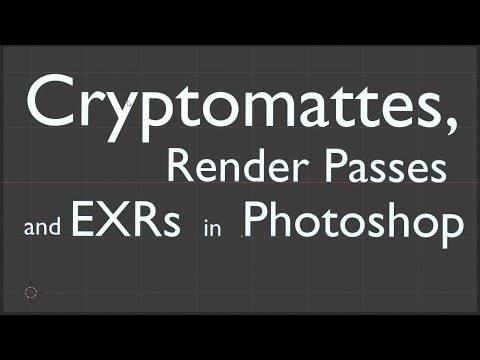 Cryptomattes,
Render Passes
and EXRs in Photoshop